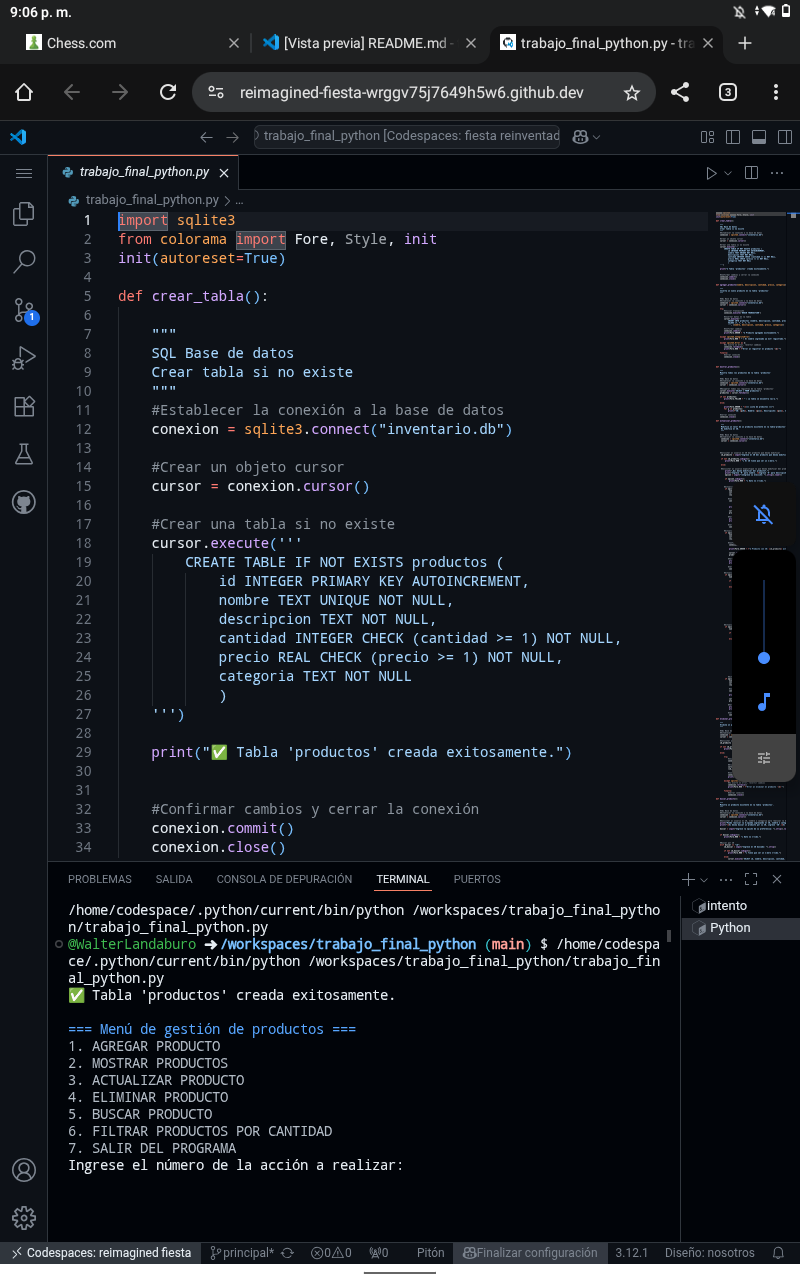 9:06 p. m.
Chess.com
[Vista previa] README.md -
trabajo_final_python.py - tra
reimagined-fiesta-wrggv75j7649h5w6.github.dev
3
trabajo_final_python [Codespaces: fiesta reinventad
trabajo_final_python.py
trabajo_final_python.py > ...
1 import sqlite3
2 from colorama import Fore, Style, init
3 init(autoreset=True)
4
5 def crear_tabla():
6
7 """
8 SQL Base de datos
9 Crear tabla si no existe
10 """
11 #Establecer la conexión a la base de datos
12 conexion = sqlite3.connect("inventario.db")
13
14 #Crear un objeto cursor
15 cursor = conexion.cursor()
16
17 #Crear una tabla si no existe
18 cursor.execute('''
19 CREATE TABLE IF NOT EXISTS productos (
20 id INTEGER PRIMARY KEY AUTOINCREMENT,
21 nombre TEXT UNIQUE NOT NULL,
22 descripcion TEXT NOT NULL,
23 cantidad INTEGER CHECK (cantidad >= 1) NOT NULL,
24 precio REAL CHECK (precio >= 1) NOT NULL,
25 categoria TEXT NOT NULL
26 )
27 ''')
28
29 print("✅ Tabla 'productos' creada exitosamente.")
30
31
32 #Confirmar cambios y cerrar la conexión
33 conexion.commit()
34 conexion.close()
1
PROBLEMAS SALIDA CONSOLA DE DEPURACIÓN TERMINAL PUERTOS
/home/codespace/.python/current/bin/python /workspaces/trabajo_final_pytho
n/trabajo_final_python.py
@WalterLandaburo ➜ /workspaces/trabajo_final_python (main) $ /home/codespa
ce/.python/current/bin/python /workspaces/trabajo_final_python/trabajo_fin
al_python.py
✅ Tabla 'productos' creada exitosamente.
=== Menú de gestión de productos ===
1. AGREGAR PRODUCTO
2. MOSTRAR PRODUCTOS
3. ACTUALIZAR PRODUCTO
4. ELIMINAR PRODUCTO
5. BUSCAR PRODUCTO
6. FILTRAR PRODUCTOS POR CANTIDAD
7. SALIR DEL PROGRAMA
Ingrese el número de la acción a realizar:
intento
Python
Codespaces: reimagined fiesta principal* 0 0 0 Pitón Finalizar configuración 3.12.1 Diseño: nosotros